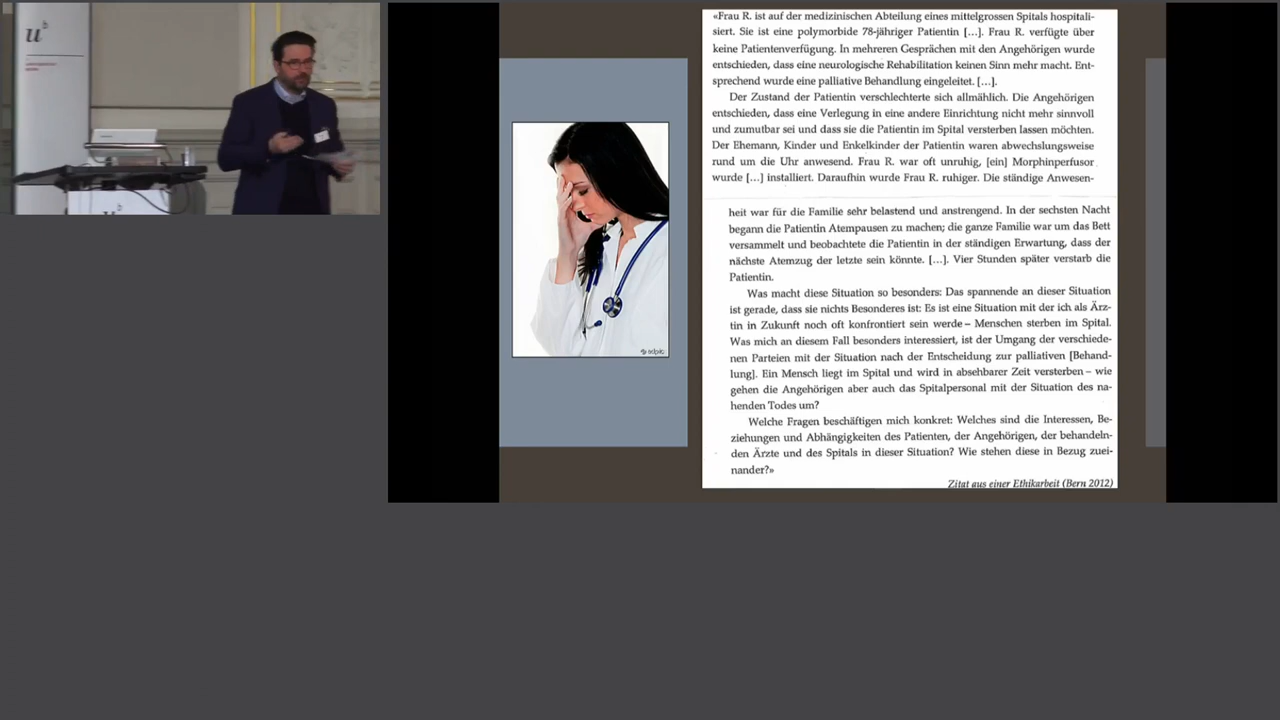 u
b
«Frau R. ist auf der medizinischen Abteilung eines mittelgrossen Spitals hospitali-
siert. Sie ist eine polymorbide 78-jähriger Patientin [...]. Frau R. verfügte über
keine Patientenverfügung. In mehreren Gesprächen mit den Angehörigen wurde
entschieden, dass eine neurologische Rehabilitation keinen Sinn mehr macht. Ent-
sprechend wurde eine palliative Behandlung eingeleitet. [...].
Der Zustand der Patientin verschlechterte sich allmählich. Die Angehörigen
entschieden, dass eine Verlegung in eine andere Einrichtung nicht mehr sinnvoll
und zumutbar sei und dass sie die Patientin im Spital versterben lassen möchten.
Der Ehemann, Kinder und Enkelkinder der Patientin waren abwechslungsweise
rund um die Uhr anwesend. Frau R. war oft unruhig, [ein] Morphinperfusor
wurde [...] installiert. Daraufhin wurde Frau R. ruhiger. Die ständige Anwesen-
heit war für die Familie sehr belastend und anstrengend. In der sechsten Nacht
begann die Patientin Atempausen zu machen; die ganze Familie war um das Bett
versammelt und beobachtete die Patientin in der ständigen Erwartung, dass der
nächste Atemzug der letzte sein könnte. [...]. Vier Stunden später verstarb die
Patientin.
Was macht diese Situation so besonders: Das spannende an dieser Situation
ist gerade, dass sie nichts Besonderes ist: Es ist eine Situation mit der ich als Ärz-
tin in Zukunft noch oft konfrontiert sein werde – Menschen sterben im Spital.
Was mich an diesem Fall besonders interessiert, ist der Umgang der verschiede-
nen Parteien mit der Situation nach der Entscheidung zur palliativen [Behand-
lung]. Ein Mensch liegt im Spital und wird in absehbarer Zeit versterben – wie
gehen die Angehörigen aber auch das Spitalpersonal mit der Situation des na-
henden Todes um?
Welche Fragen beschäftigen mich konkret: Welches sind die Interessen, Be-
ziehungen und Abhängigkeiten des Patienten, der Angehörigen, der behandeln-
den Ärzte und des Spitals in dieser Situation? Wie stehen diese in Bezug zuei-
nander?»
Zitat aus einer Ethikarbeit (Bern 2012)